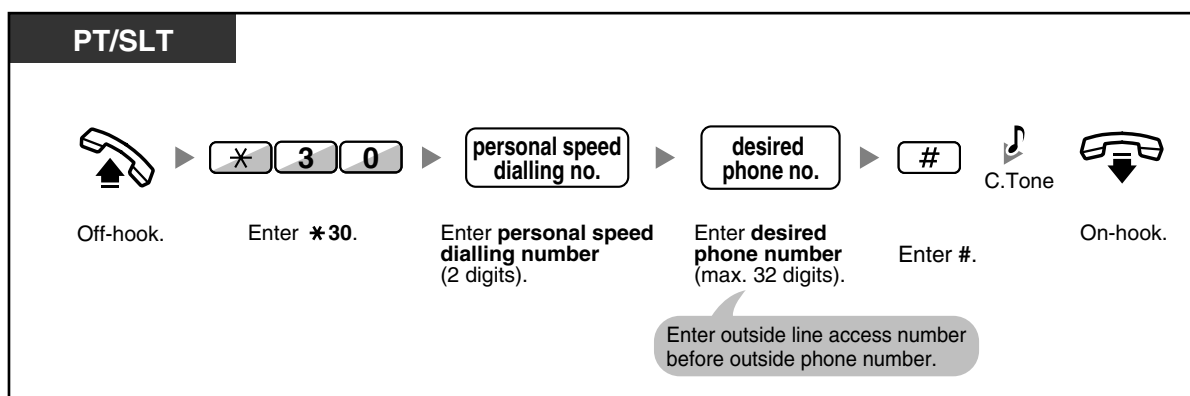 PT/SLT
* 3 0
personal speed
dialling no.
desired
phone no.
#
C.Tone
Off-hook.
Enter *30.
Enter personal speed
dialling number
(2 digits).
Enter desired
phone number
(max. 32 digits).
Enter #.
On-hook.
Enter outside line access number
before outside phone number.